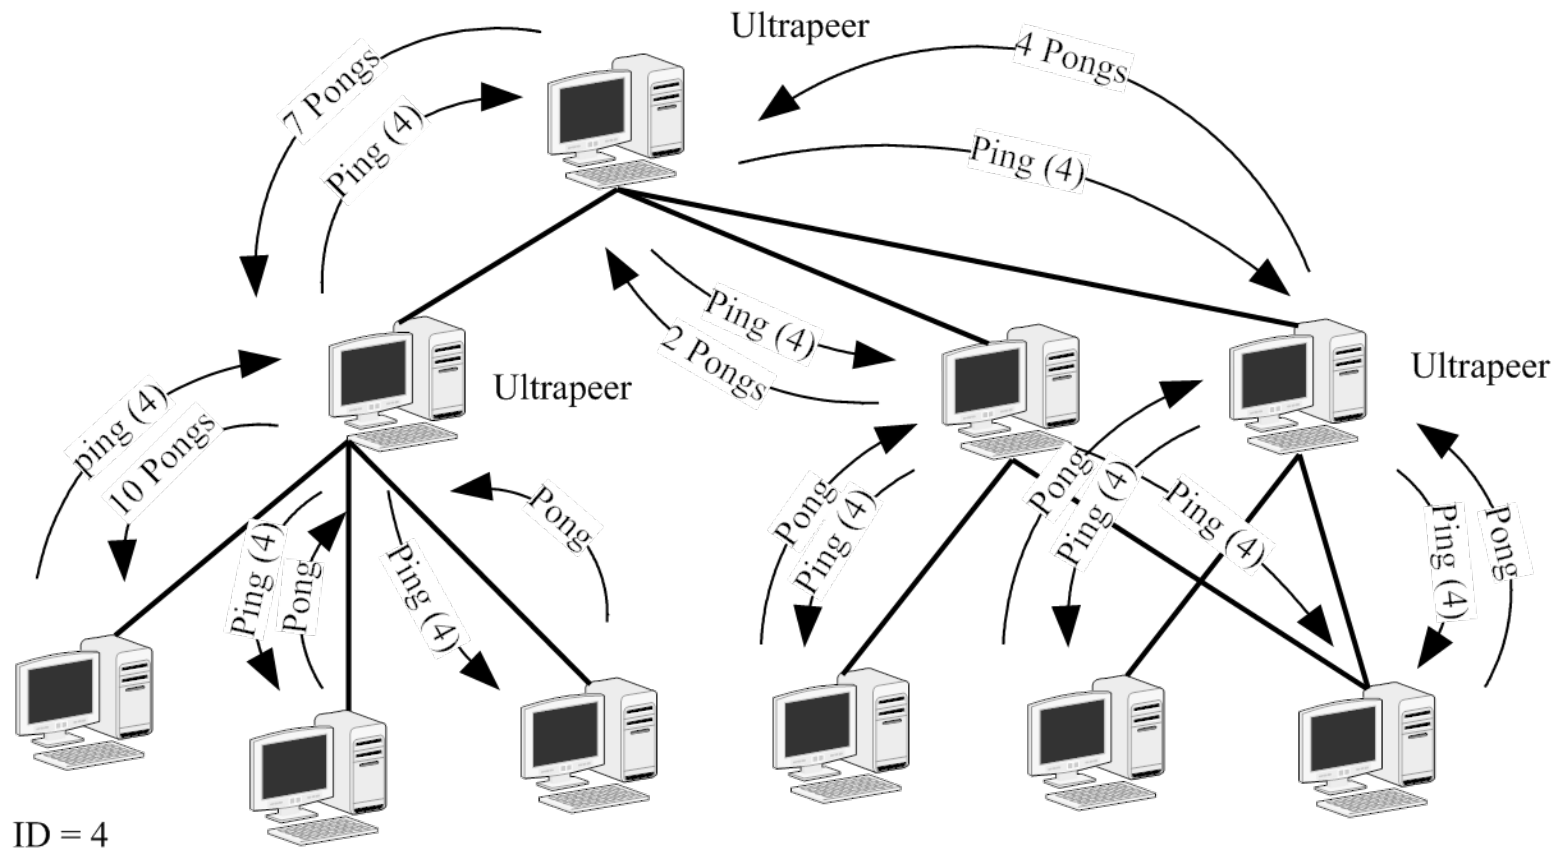 Ultrapeer
7 Pongs
4 Pongs
Ping (4)
Ping (4)
Ping (4)
2 Pongs
Ultrapeer
Ultrapeer
ping (4)
10 Pongs
Ping (4)
Pong
Ping (4)
Pong
Pong
Ping (4)
Pong
Ping (4)
Ping (4)
Ping (4)
Pong
ID = 4